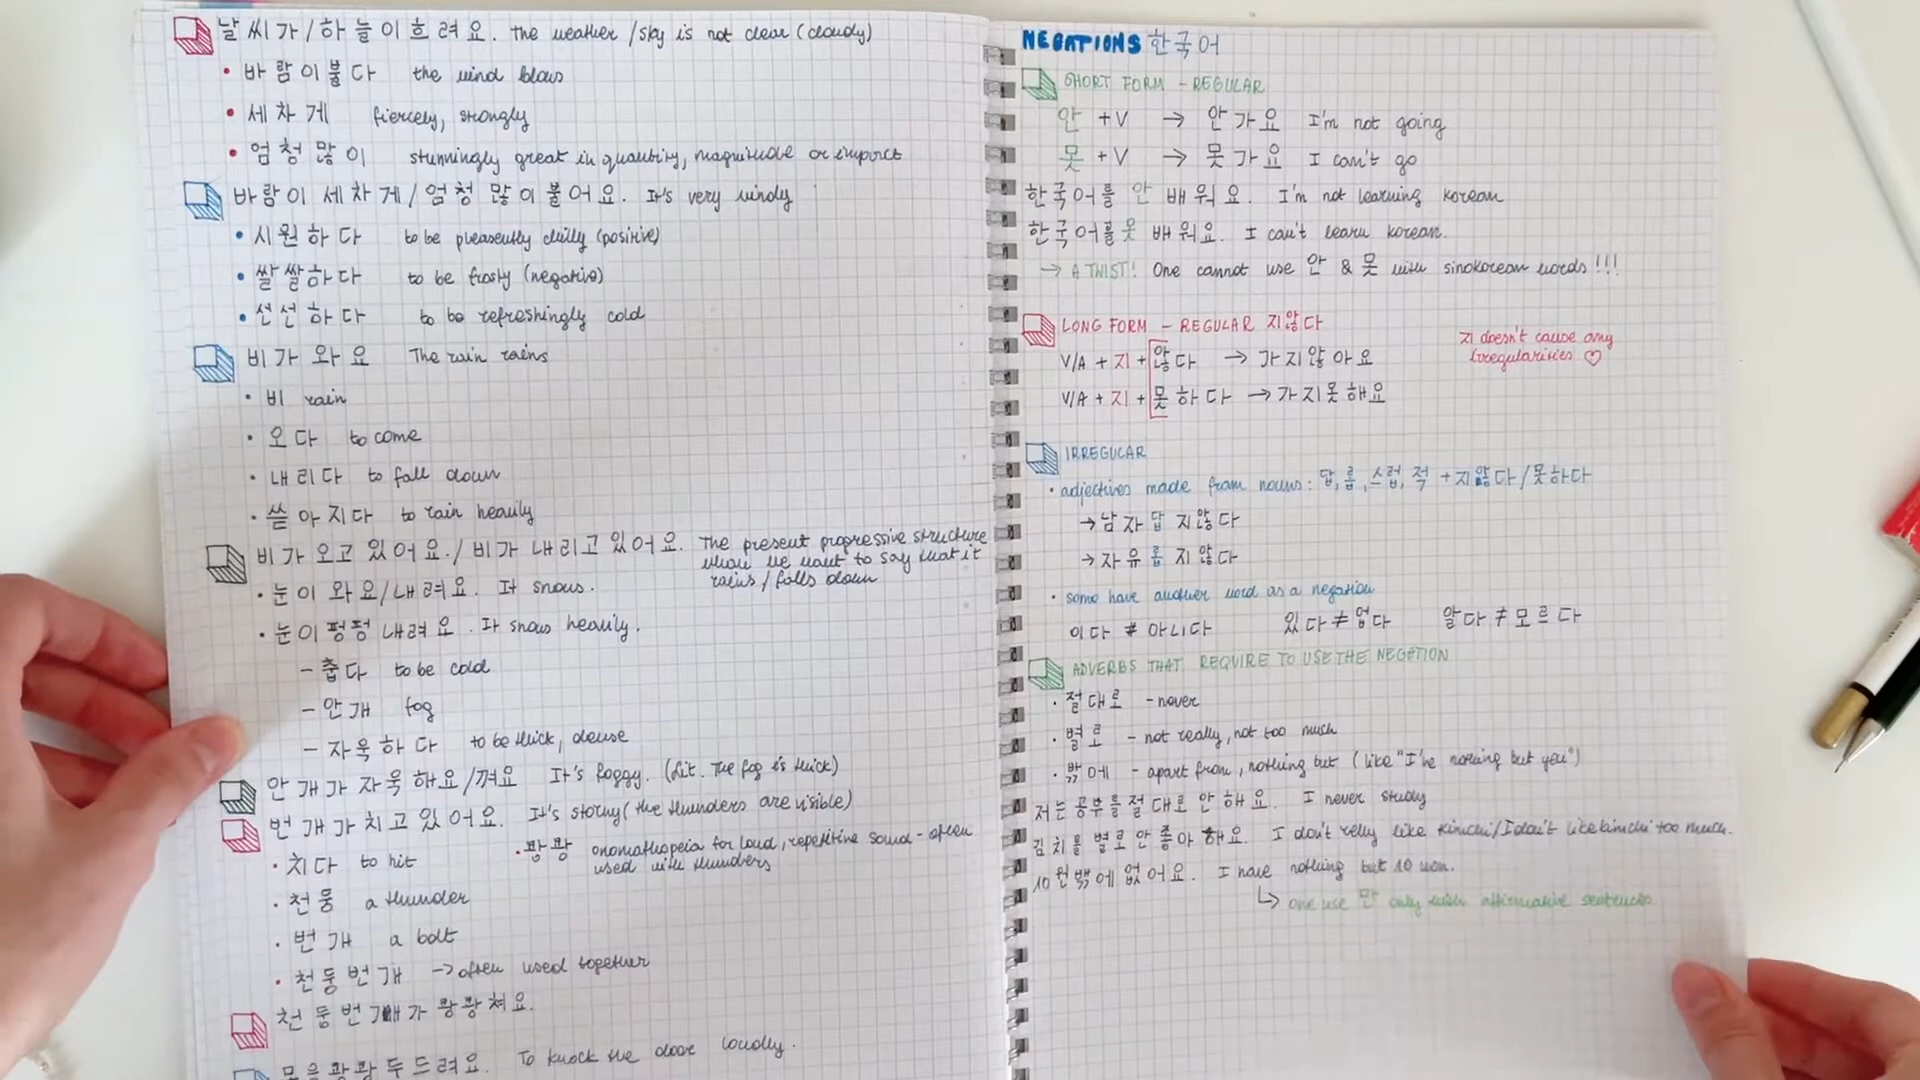 날씨가/하늘이 흐려요. the weather /sky is not clear (cloudy)
• 바람이 불다 the wind blows
• 세차게 fiercely, strongly
• 엄청 많이 stunningly great in quantity, magnitude or impact
바람이 세차게/엄청 많이 불어요. It's very windy
• 시원하다 to be pleasently chilly (positive)
• 쌀쌀하다 to be frosty (negative)
• 선선하다 to be refreshingly cold
비가 와요 The rain rains
• 비 rain
• 오다 to come
• 내리다 to fall down
• 쏟아지다 to rain heavily
비가 오고 있어요./비가 내리고 있어요. The present progressive structure
when we want to say that it
rains/falls down
• 눈이 와요/내려요. It snows.
• 눈이 펑펑 내려요. It snows heavily.
- 춥다 to be cold
- 안개 fog
- 자욱하다 to be thick, dense
안개가 자욱해요/껴요 It's foggy. (Lit. The fog is thick)
번개가 치고 있어요. It's stormy (the thunders are visible)
• 치다 to hit
• 쾅쾅 onomathopeia for loud, repetitive sound - often
used with thunders
• 천둥 a thunder
• 번개 a bolt
• 천둥번개 → often used together
천둥번개가 쾅쾅 쳐요.
문을 쾅쾅 두드려요. To knock the door loudly.
NEGATIONS 한국어
SHORT FORM - REGULAR
안 +V → 안 가요 I'm not going
못 +V → 못 가요 I can't go
한국어를 안 배워요. I'm not learning korean
한국어를 못 배워요. I can't learn korean.
→ A TWIST! One cannot use 안 & 못 with sinokorean words!!!
LONG FORM - REGULAR 지않다
지 doesn't cause any
irregularities ♡
V/A + 지 + 않다 → 가지않아요
V/A + 지 + 못하다 → 가지못해요
IRREGULAR
• adjectives made from nouns: 답, 롭, 스럽, 적 +지않다/못하다
→ 남자답지않다
→ 자유롭지않다
• some have another word as a negation
이다 ≠ 아니다 있다≠없다 알다≠모르다
ADVERBS THAT REQUIRE TO USE THE NEGATION
• 절대로 - never
• 별로 - not really, not too much
• 밖에 - apart from, nothing but (like "I've nothing but you")
저는 공부를 절대로 안 해요. I never study
김치를 별로 안 좋아해요. I don't relly like kimchi/I don't like kimchi too much.
10원밖에 없어요. I have nothing but 10 won.
↳ one use 만 only with affirmative sentences